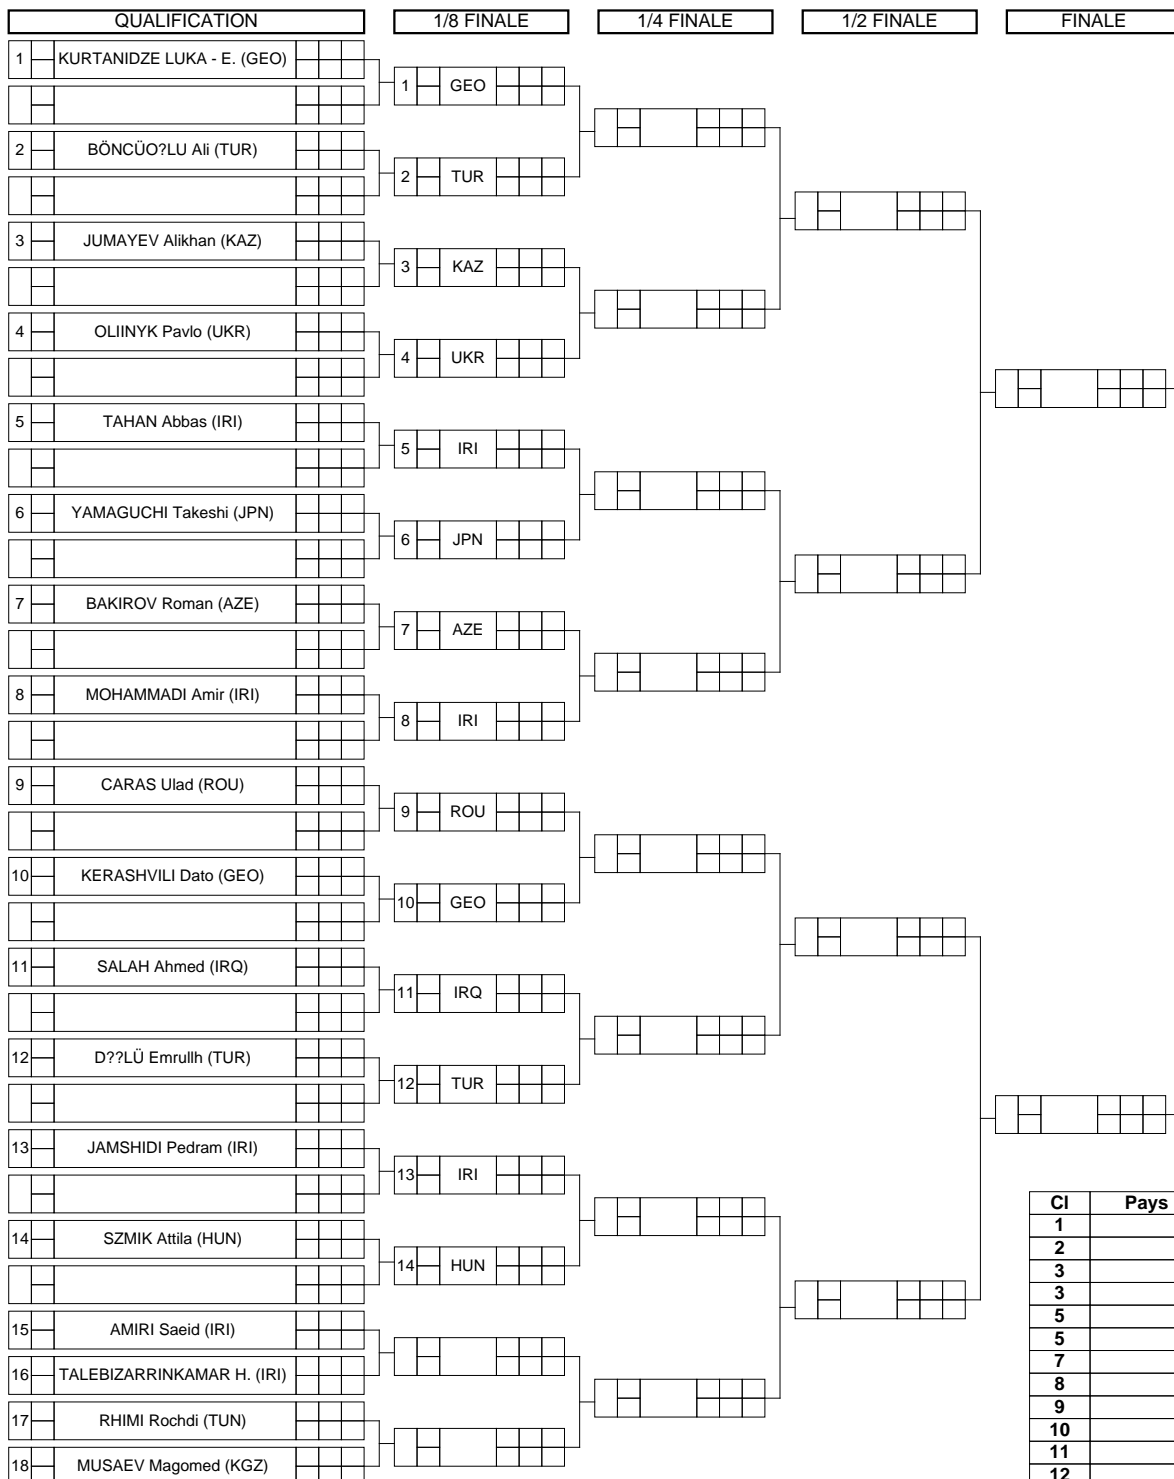 QUALIFICATION 1/8 FINALE 1/4 FINALE 1/2 FINALE FINALE
1 KURTANIDZE LUKA - E. (GEO)
1 GEO
2 BÖNCÜO?LU Ali (TUR)
2 TUR
3 JUMAYEV Alikhan (KAZ)
3 KAZ
4 OLIINYK Pavlo (UKR)
4 UKR
5 TAHAN Abbas (IRI)
5 IRI
6 YAMAGUCHI Takeshi (JPN)
6 JPN
7 BAKIROV Roman (AZE)
7 AZE
8 MOHAMMADI Amir (IRI)
8 IRI
9 CARAS Ulad (ROU)
9 ROU
10 KERASHVILI Dato (GEO)
10 GEO
11 SALAH Ahmed (IRQ)
11 IRQ
12 D??LÜ Emrullh (TUR)
12 TUR
13 JAMSHIDI Pedram (IRI)
13 IRI
14 SZMIK Attila (HUN)
14 HUN
15 AMIRI Saeid (IRI)
16 TALEBIZARRINKAMAR H. (IRI)
17 RHIMI Rochdi (TUN)
18 MUSAEV Magomed (KGZ)
Cl Pays
1
2
3
3
5
5
7
8
9
10
11
12